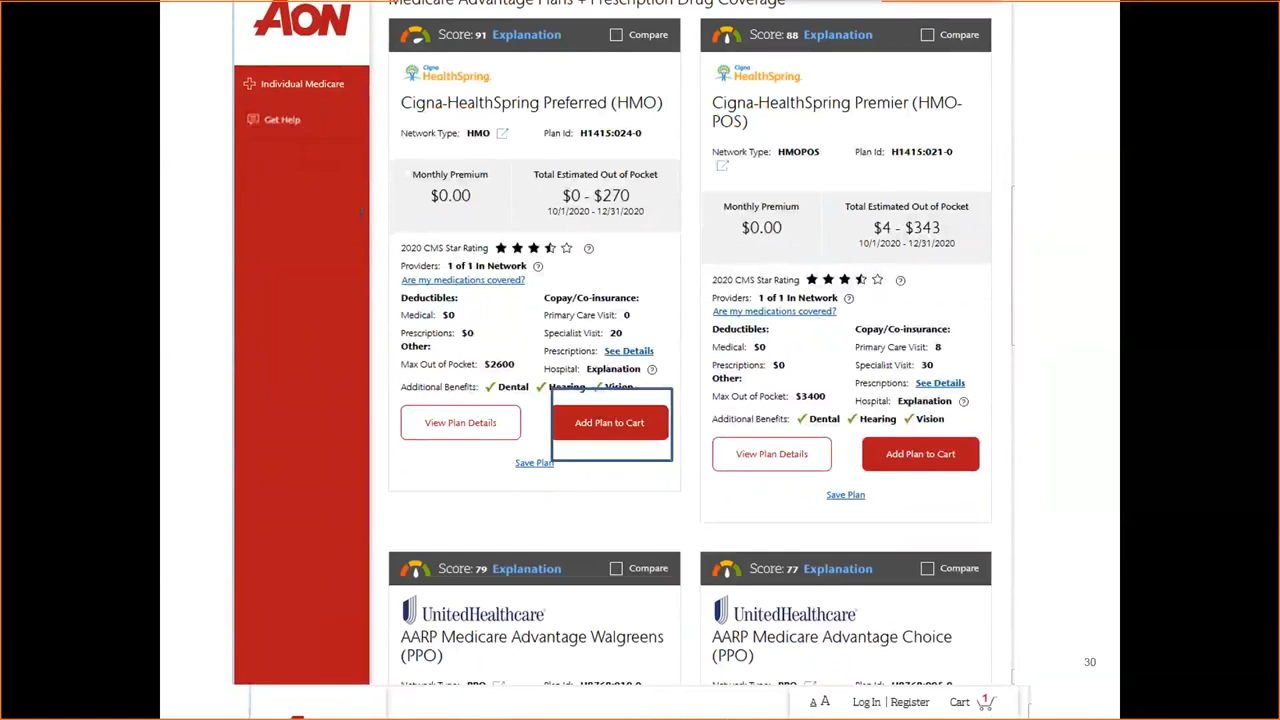 Medicare Advantage Plans + Prescription Drug Coverage
AON
Individual Medicare
Get Help
Score: 91 Explanation Compare
Cigna
HealthSpring.
Cigna-HealthSpring Preferred (HMO)
Network Type: HMO Plan Id: H1415:024-0
Monthly Premium Total Estimated Out of Pocket
$0.00 $0 - $270
10/1/2020 - 12/31/2020
2020 CMS Star Rating
Providers: 1 of 1 In Network
Are my medications covered?
Deductibles: Copay/Co-insurance:
Medical: $0 Primary Care Visit: 0
Prescriptions: $0 Specialist Visit: 20
Other: Prescriptions: See Details
Max Out of Pocket: $2600 Hospital: Explanation
Additional Benefits: Dental Hearing Vision
View Plan Details Add Plan to Cart
Save Plan
Score: 88 Explanation Compare
Cigna
HealthSpring.
Cigna-HealthSpring Premier (HMO-
POS)
Network Type: HMOPOS Plan Id: H1415:021-0
Monthly Premium Total Estimated Out of Pocket
$0.00 $4 - $343
10/1/2020 - 12/31/2020
2020 CMS Star Rating
Providers: 1 of 1 In Network
Are my medications covered?
Deductibles: Copay/Co-insurance:
Medical: $0 Primary Care Visit: 8
Prescriptions: $0 Specialist Visit: 30
Other: Prescriptions: See Details
Max Out of Pocket: $3400 Hospital: Explanation
Additional Benefits: Dental Hearing Vision
View Plan Details Add Plan to Cart
Save Plan
Score: 79 Explanation Compare
UnitedHealthcare
AARP Medicare Advantage Walgreens
(PPO)
Network Type: PPO Plan Id:
Score: 77 Explanation Compare
UnitedHealthcare
AARP Medicare Advantage Choice
(PPO)
Network Type: PPO Plan Id:
30
A A Log In | Register Cart 1